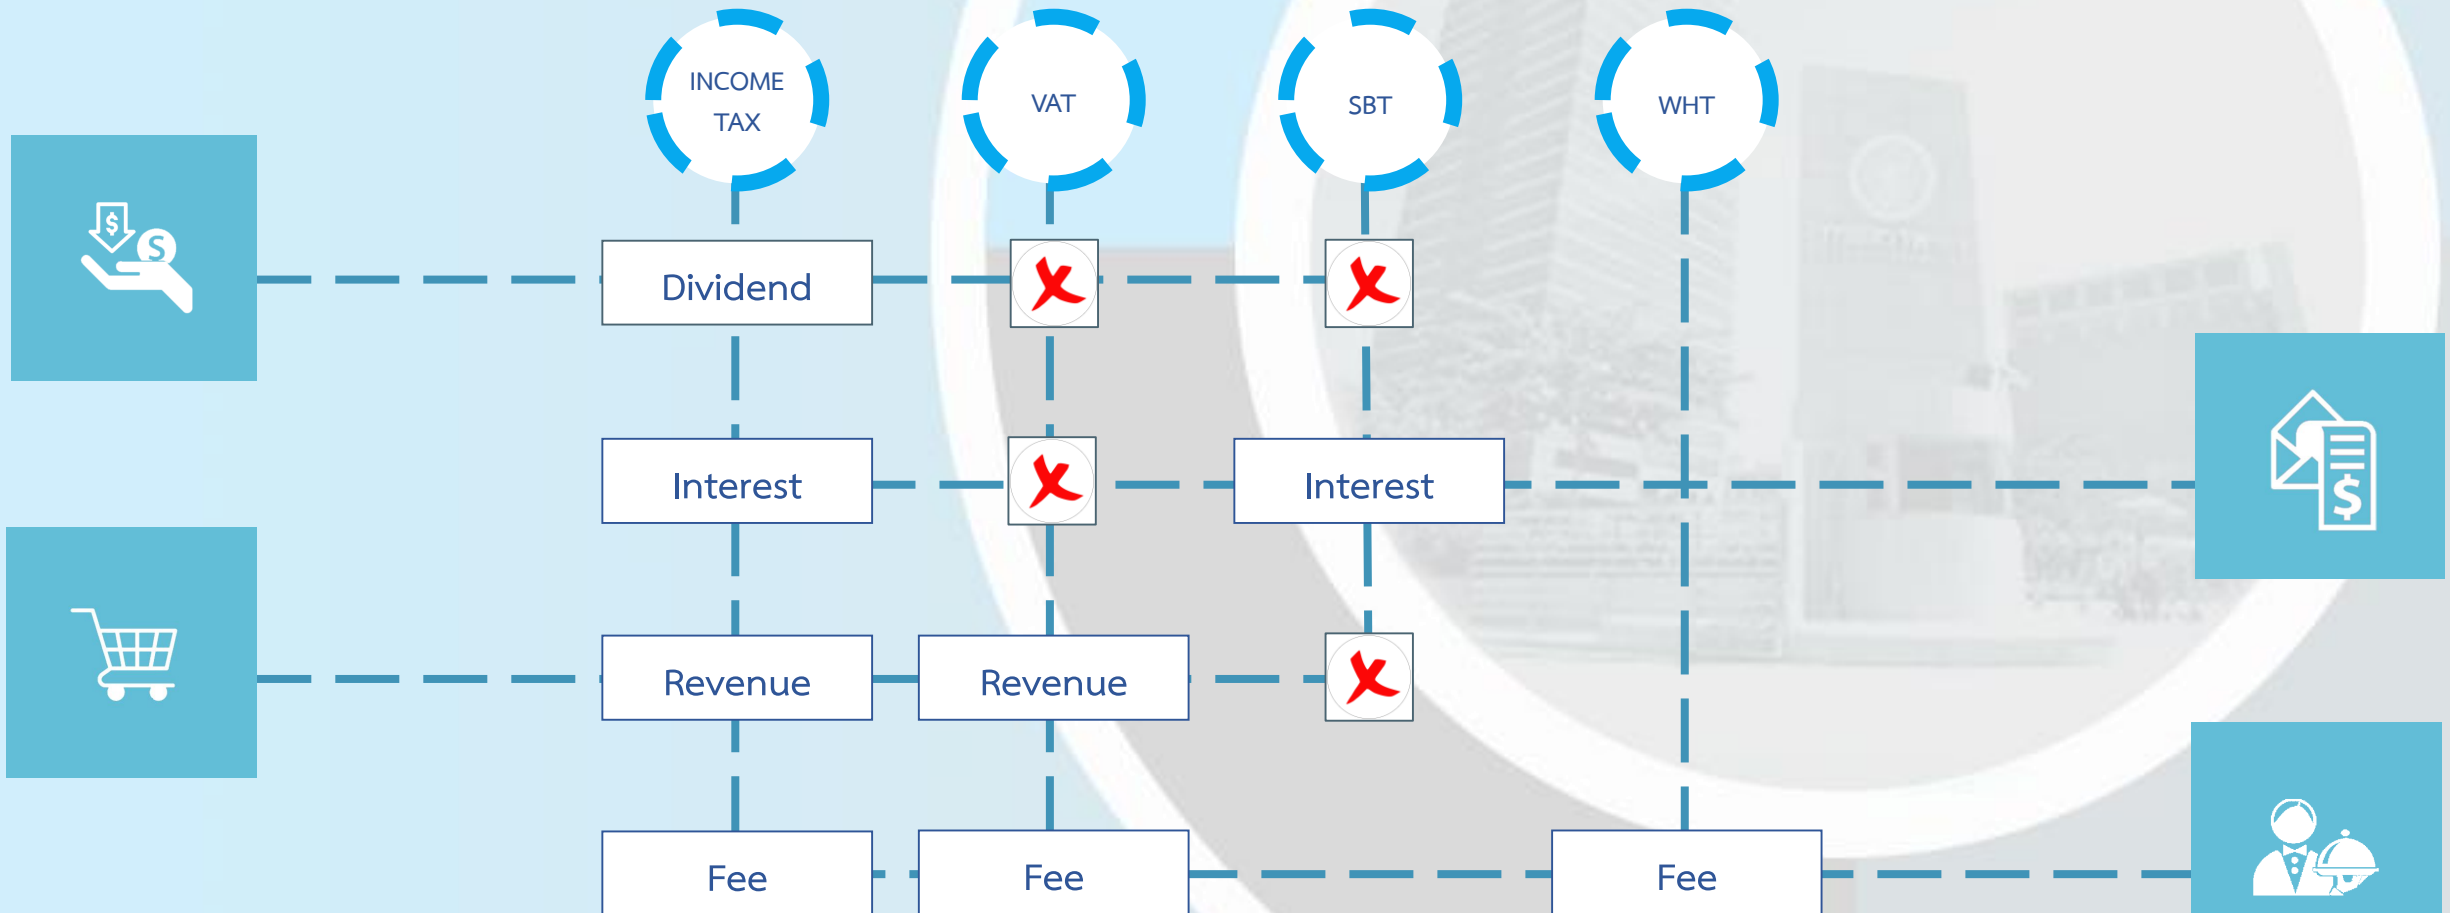 INCOME
TAX
VAT
SBT
WHT
Dividend
Interest
Interest
Revenue
Revenue
Fee
Fee
Fee